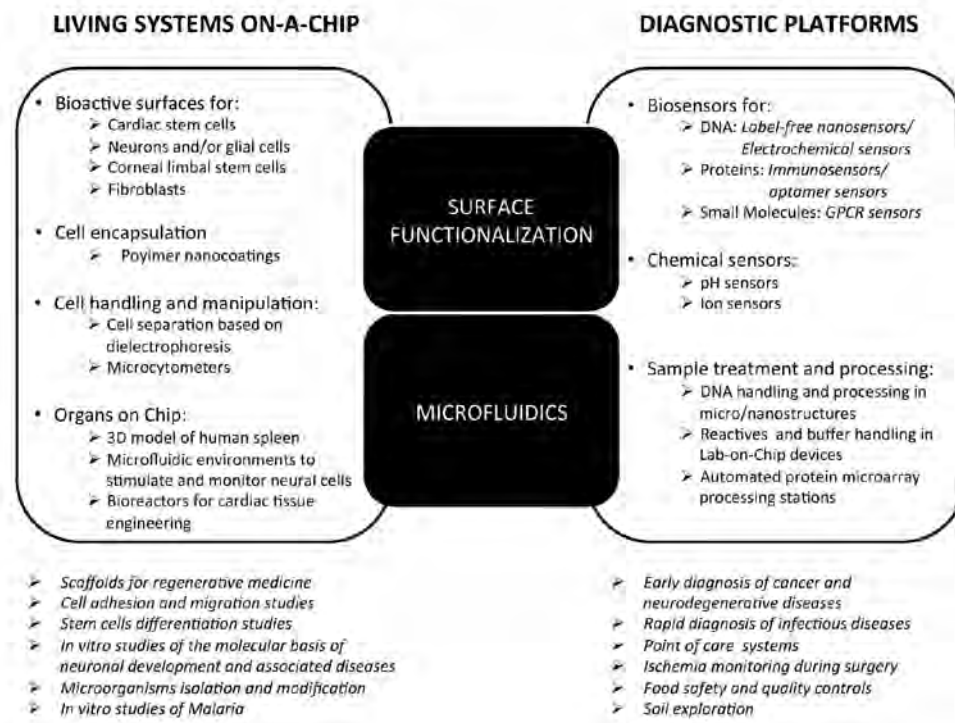 LIVING SYSTEMS ON-A-CHIP
• Bioactive surfaces for:
➢ Cardiac stem cells
➢ Neurons and/or glial cells
➢ Corneal limbal stem cells
➢ Fibroblasts
• Cell encapsulation
➢ Poyimer nanocoatings
• Cell handling and manipulation:
➢ Cell separation based on
dielectrophoresis
➢ Microcytometers
• Organs on Chip:
➢ 3D model of human spleen
➢ Microfluidic environments to
stimulate and monitor neural cells
➢ Bioreactors for cardiac tissue
engineering
➢ Scaffolds for regenerative medicine
➢ Cell adhesion and migration studies
➢ Stem cells differentiation studies
➢ In vitro studies of the molecular basis of
neuronal development and associated diseases
➢ Microorganisms isolation and modification
➢ In vitro studies of Malaria
SURFACE
FUNCTIONALIZATION
MICROFLUIDICS
DIAGNOSTIC PLATFORMS
• Biosensors for:
➢ DNA: Label-free nanosensors/
Electrochemical sensors
➢ Proteins: Immunosensors/
aptamer sensors
➢ Small Molecules: GPCR sensors
• Chemical sensors:
➢ pH sensors
➢ Ion sensors
• Sample treatment and processing:
➢ DNA handling and processing in
micro/nanostructures
➢ Reactives and buffer handling in
Lab-on-Chip devices
➢ Automated protein microarray
processing stations
➢ Early diagnosis of cancer and
neurodegenerative diseases
➢ Rapid diagnosis of infectious diseases
➢ Point of care systems
➢ Ischemia monitoring during surgery
➢ Food safety and quality controls
➢ Soil exploration